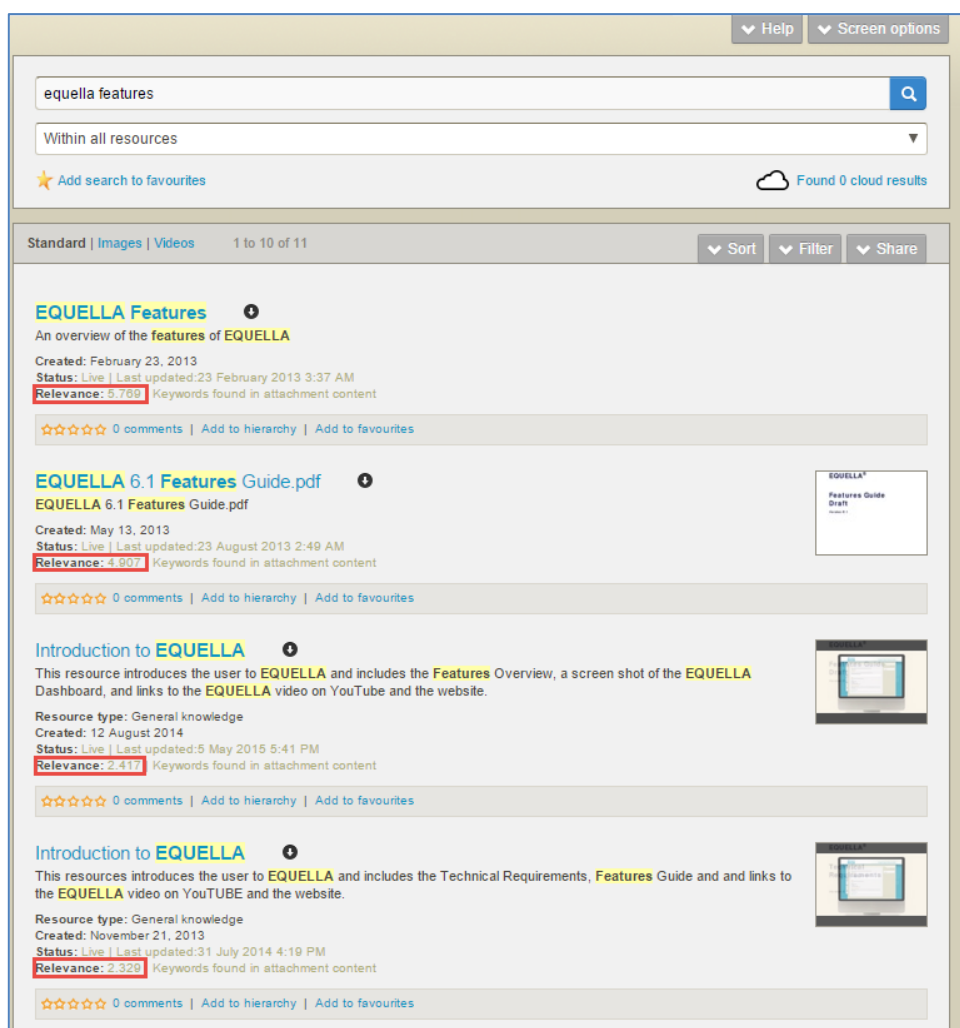 Help Screen options
equella features
Within all resources
Add search to favourites Found 0 cloud results
Standard | Images | Videos 1 to 10 of 11 Sort Filter Share
EQUELLA Features
An overview of the features of EQUELLA
Created: February 23, 2013
Status: Live | Last updated:23 February 2013 3:37 AM
Relevance: 5.769 | Keywords found in attachment content
0 comments | Add to hierarchy | Add to favourites
EQUELLA 6.1 Features Guide.pdf
EQUELLA 6.1 Features Guide.pdf
Created: May 13, 2013
Status: Live | Last updated:23 August 2013 2:49 AM
Relevance: 4.907 | Keywords found in attachment content
0 comments | Add to hierarchy | Add to favourites
EQUELLA®
Features Guide
Draft
Introduction to EQUELLA
This resource introduces the user to EQUELLA and includes the Features Overview, a screen shot of the EQUELLA
Dashboard, and links to the EQUELLA video on YouTube and the website.
Resource type: General knowledge
Created: 12 August 2014
Status: Live | Last updated:5 May 2015 5:41 PM
Relevance: 2.417 | Keywords found in attachment content
0 comments | Add to hierarchy | Add to favourites
EQUELLA®
Introduction to EQUELLA
This resources introduces the user to EQUELLA and includes the Technical Requirements, Features Guide and and links to
the EQUELLA video on YouTUBE and the website.
Resource type: General knowledge
Created: November 21, 2013
Status: Live | Last updated:31 July 2014 4:19 PM
Relevance: 2.329 | Keywords found in attachment content
0 comments | Add to hierarchy | Add to favourites
EQUELLA®